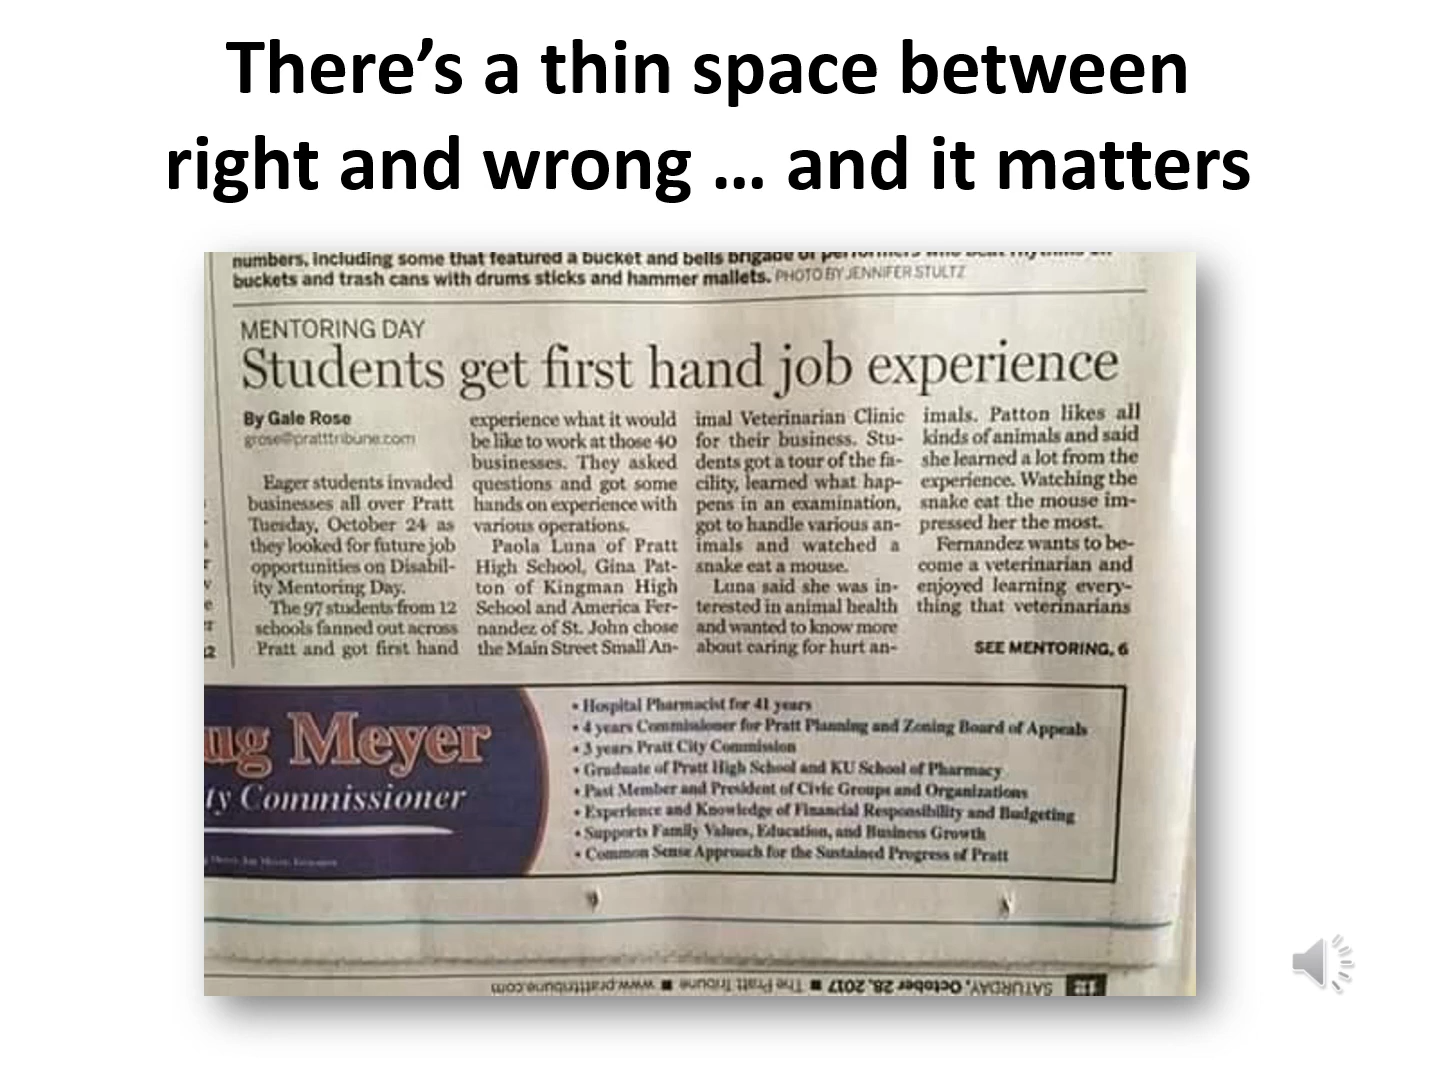 There’s a thin space between
right and wrong … and it matters
numbers, including some that featured a bucket and bells brigade of
buckets and trash cans with drums sticks and hammer mallets. PHOTO BY JENNIFER STULTZ
MENTORING DAY
Students get first hand job experience
By Gale Rose
grose@pratttribune.com
Eager students invaded
businesses all over Pratt
Tuesday, October 24 as
they looked for future job
opportunities on Disabil-
ity Mentoring Day.
The 97 students from 12
schools fanned out across
Pratt and got first hand
experience what it would
be like to work at those 40
businesses. They asked
questions and got some
hands on experience with
various operations.
Paola Luna of Pratt
High School, Gina Pat-
ton of Kingman High
School and America Fer-
nandez of St. John chose
the Main Street Small An-
imal Veterinarian Clinic
for their business. Stu-
dents got a tour of the fa-
cility, learned what hap-
pens in an examination,
got to handle various an-
imals and watched a
snake eat a mouse.
Luna said she was in-
terested in animal health
and wanted to know more
about caring for hurt an-
imals. Patton likes all
kinds of animals and said
she learned a lot from the
experience. Watching the
snake eat the mouse im-
pressed her the most.
Fernandez wants to be-
come a veterinarian and
enjoyed learning every-
thing that veterinarians
SEE MENTORING, 6
ug Meyer
ty Commissioner
• Hospital Pharmacist for 41 years
• 4 years Commissioner for Pratt Planning and Zoning Board of Appeals
• 3 years Pratt City Commission
• Graduate of Pratt High School and KU School of Pharmacy
• Past Member and President of Civic Groups and Organizations
• Experience and Knowledge of Financial Responsibility and Budgeting
• Supports Family Values, Education, and Business Growth
• Common Sense Approach for the Sustained Progress of Pratt
SATURDAY, October 28, 2017 ■ The Pratt Tribune ■ www.pratttribune.com